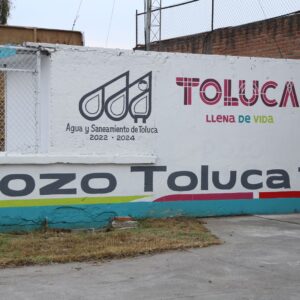 Agua y Saneamiento de Toluca
2022 - 2024
TOLUCA
LLENA DE VIDA
ozo Toluca